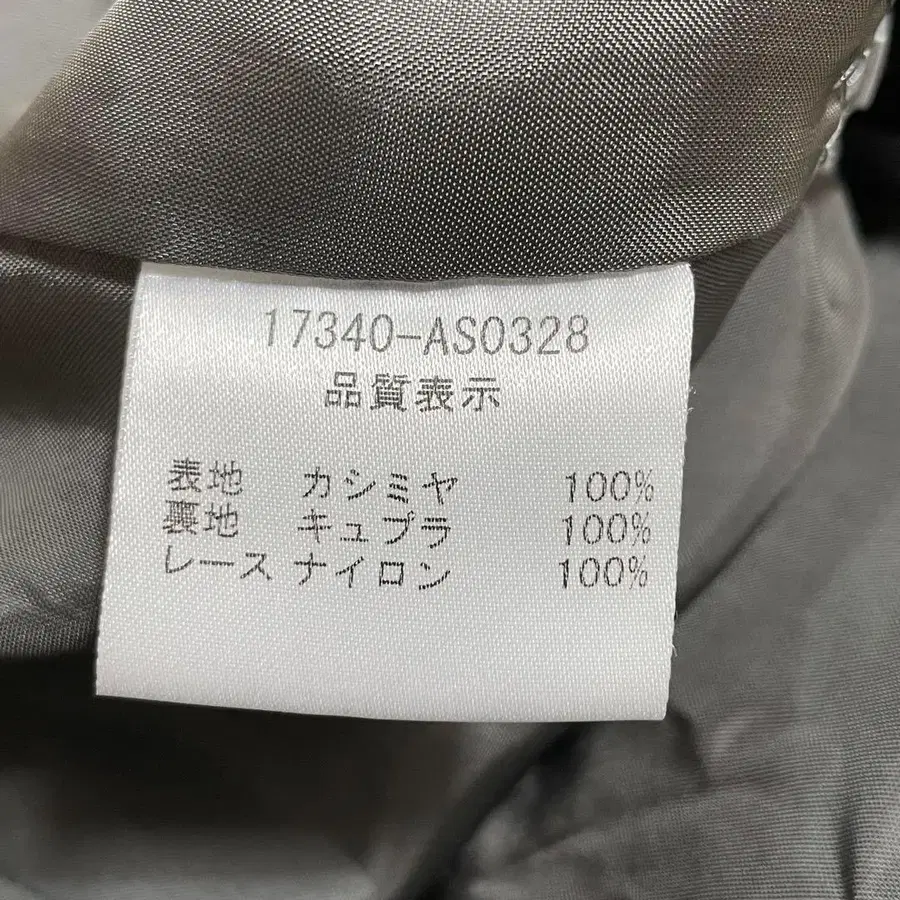 17340-AS0328
品質表示
表地 カシミヤ 100%
裏地 キュプラ 100%
レース ナイロン 100%